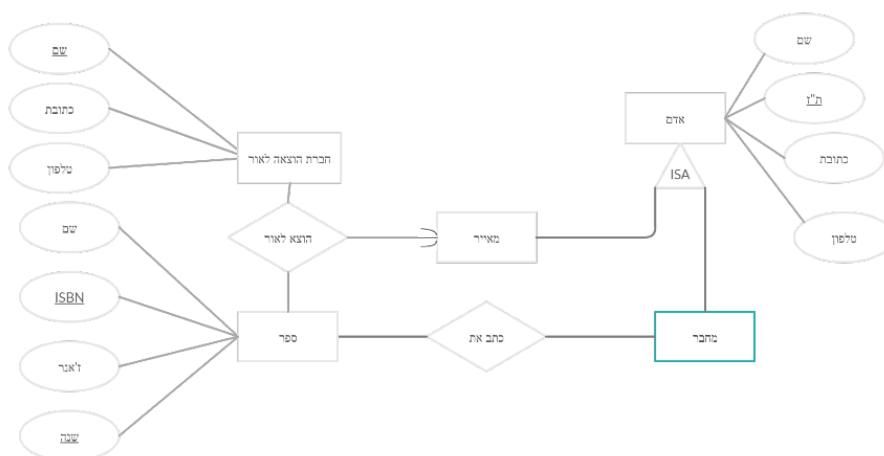 שם
כתובת
טלפון
חברת הוצאה לאור
שם
ת"ז
כתובת
טלפון
אדם
ISA
הוצא לאור
מאייר
שם
ISBN
ז'אנר
שנה
ספר
כתב את
מחבר